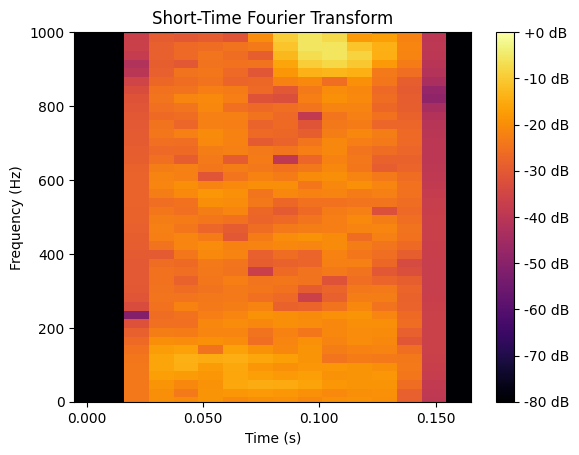 Short-Time Fourier Transform
Frequency (Hz)
1000
800
600
400
200
0
0.000
0.050
0.100
0.150
Time (s)
+0 dB
-10 dB
-20 dB
-30 dB
-40 dB
-50 dB
-60 dB
-70 dB
-80 dB